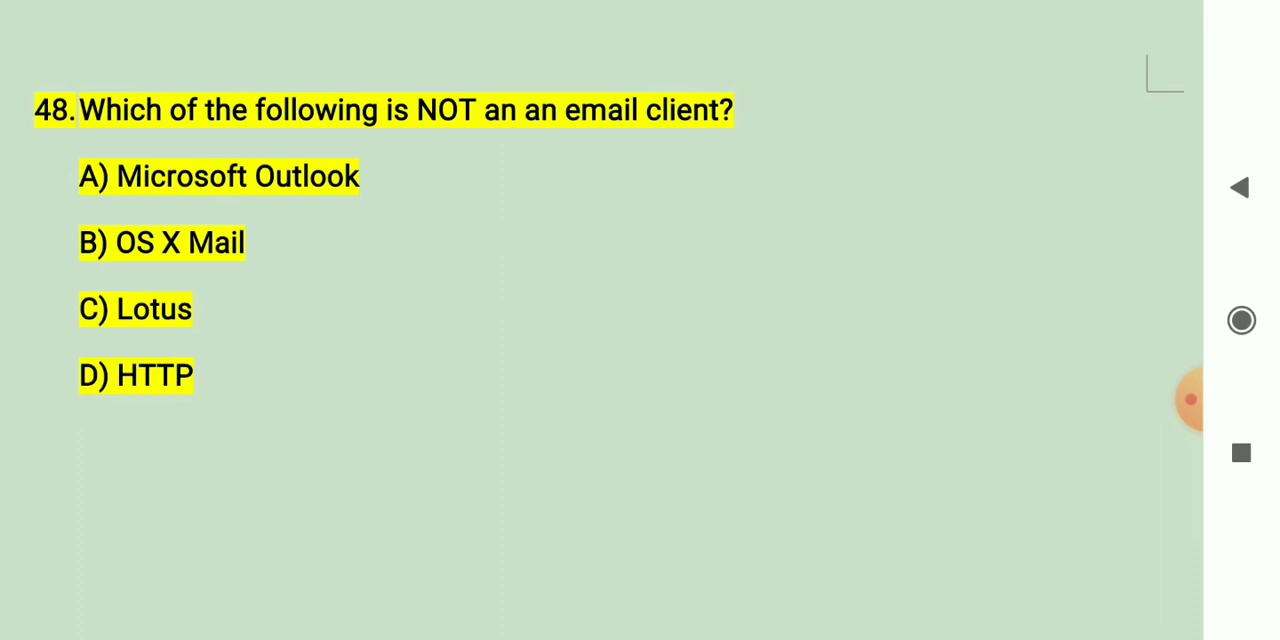 48. Which of the following is NOT an an email client?
A) Microsoft Outlook
B) OS X Mail
C) Lotus
D) HTTP